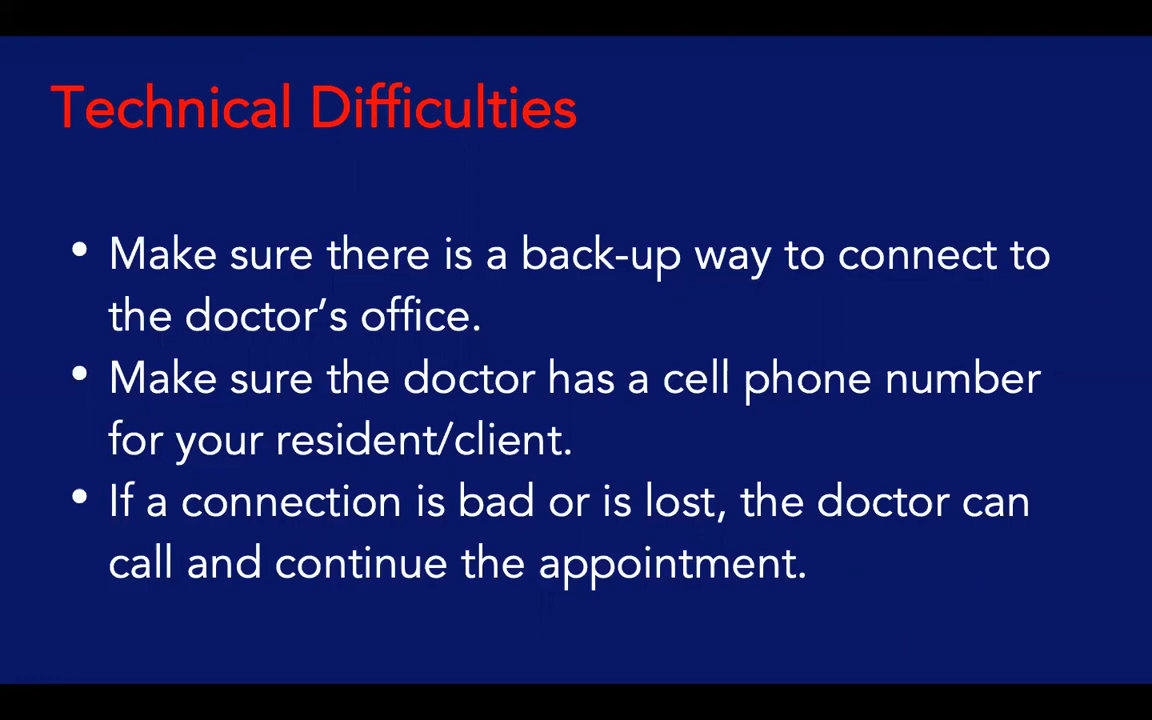 Technical Difficulties
• Make sure there is a back-up way to connect to
the doctor’s office.
• Make sure the doctor has a cell phone number
for your resident/client.
• If a connection is bad or is lost, the doctor can
call and continue the appointment.